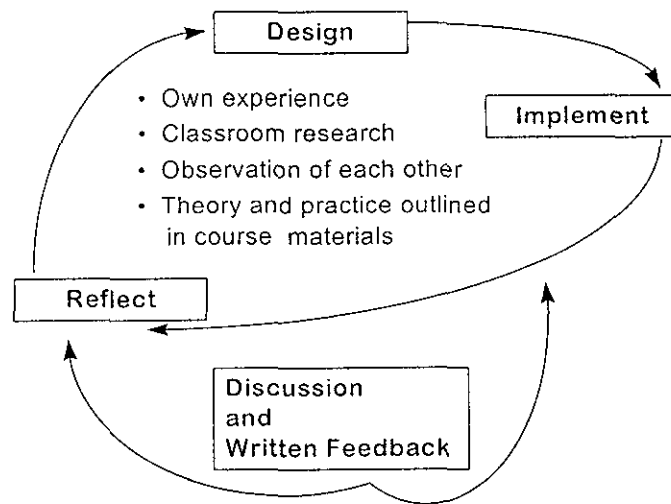 Design
• Own experience
• Classroom research
• Observation of each other
• Theory and practice outlined
in course materials
Implement
Reflect
Discussion
and
Written Feedback